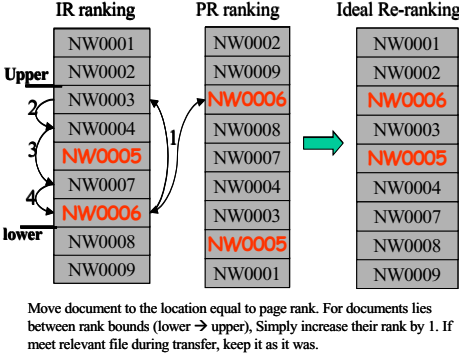 IR ranking
PR ranking
Ideal Re-ranking
NW0001
NW0002
NW0003
NW0004
NW0005
NW0007
NW0006
NW0008
NW0009
Upper
lower
2
3
4
1
NW0002
NW0009
NW0006
NW0008
NW0007
NW0004
NW0003
NW0005
NW0001
NW0001
NW0002
NW0006
NW0003
NW0005
NW0004
NW0007
NW0008
NW0009
Move document to the location equal to page rank. For documents lies
between rank bounds (lower → upper), Simply increase their rank by 1. If
meet relevant file during transfer, keep it as it was.